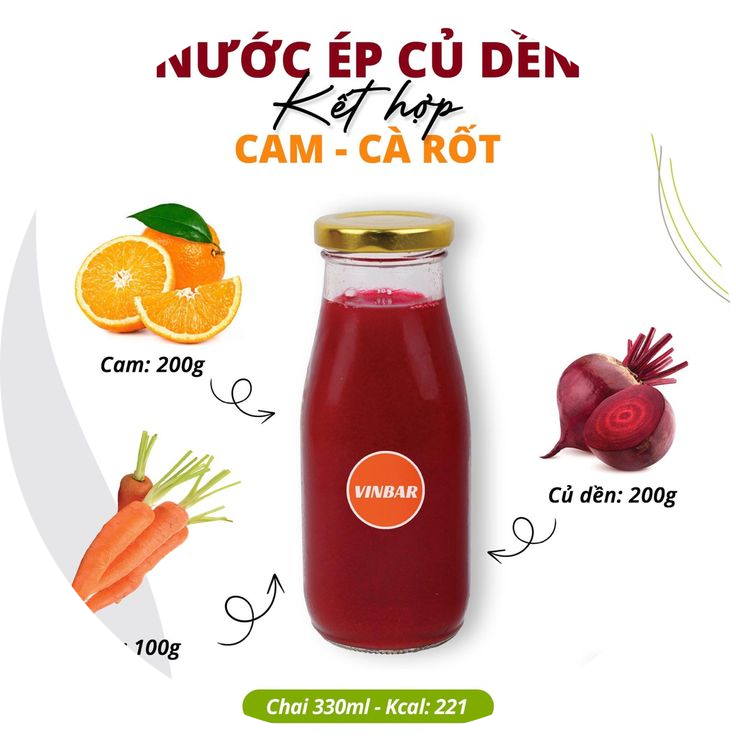 NƯỚC ÉP CỦ DỀN
Kết hợp
CAM - CÀ RỐT
Cam: 200g
VINBAR
Củ dền: 200g
100g
Chai 330ml - Kcal: 221